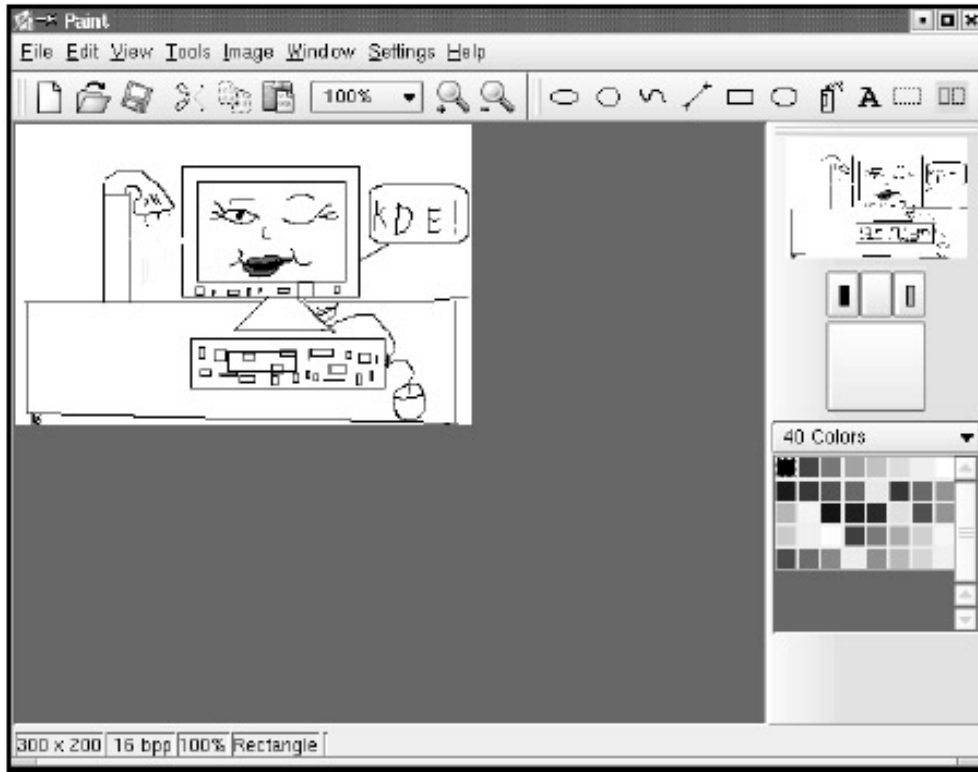 Paint
File Edit View Tools Image Window Settings Help
100% A
KDE!
40 Colors
300 x 200 16 bpp 100% Rectangle